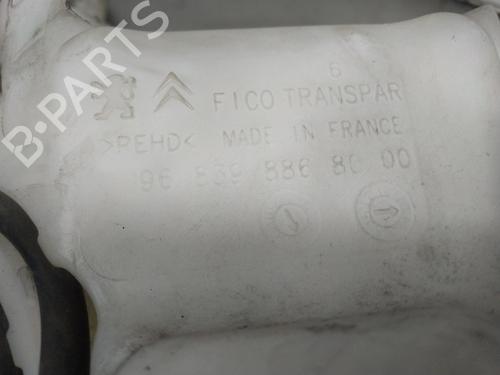 B-PARTS
6
FICO TRANSPAR
>PEHD< MADE IN FRANCE
96 839 886 80 00